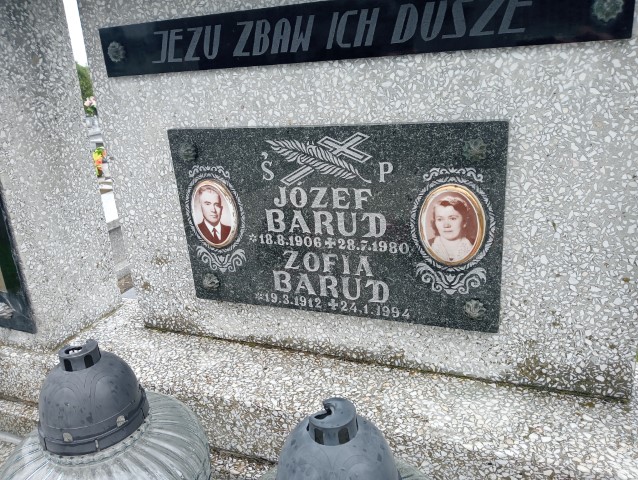 JEZU ZBAW ICH DUSZE
Ś P
JÓZEF
BARUD
*18.8.1906 ✝ 28.7.1980
ZOFIA
BARUD
*19.3.1912 ✝ 24.1.1994